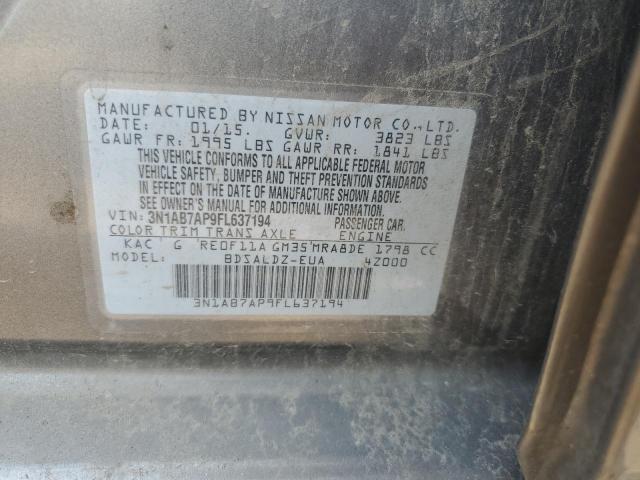 MANUFACTURED BY NISSAN MOTOR CO.,LTD.
DATE: 01/15. GVWR: 3823 LBS
GAWR FR: 1995 LBS GAWR RR: 1841 LBS
THIS VEHICLE CONFORMS TO ALL APPLICABLE FEDERAL MOTOR
VEHICLE SAFETY, BUMPER AND THEFT PREVENTION STANDARDS
IN EFFECT ON THE DATE OF MANUFACTURE SHOWN ABOVE.
SEE OWNER'S MANUAL FOR ADDITIONAL INFORMATION
VIN: 3N1AB7AP9FL637194 PASSENGER CAR.
COLOR TRIM TRANS AXLE ENGINE
KAC G RE0F11A GM35 MRA8DE 1798 CC
MODEL: BDSALDZ-EUA 4Z000
3N1AB7AP9FL637194